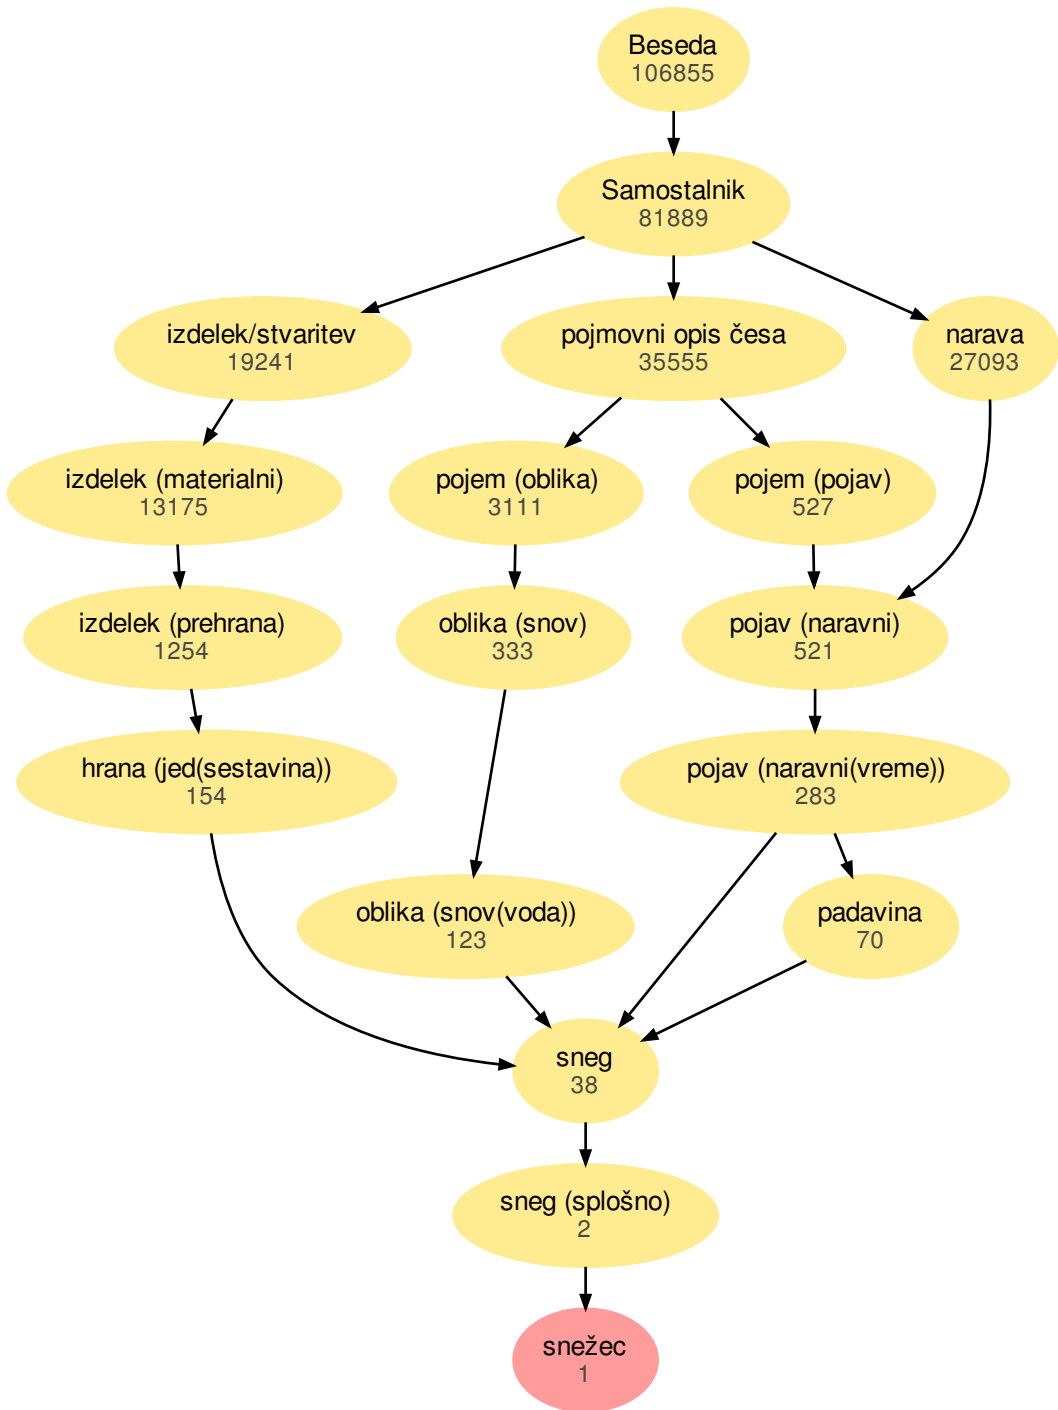 Beseda
106855
Samostalnik
81889
izdelek/stvaritev
19241
pojmovni opis česa
35555
narava
27093
izdelek (materialni)
13175
pojem (oblika)
3111
pojem (pojav)
527
izdelek (prehrana)
1254
oblika (snov)
333
pojav (naravni)
521
hrana (jed(sestavina))
154
pojav (naravni(vreme))
283
oblika (snov(voda))
123
padavina
70
sneg
38
sneg (splošno)
2
snežec
1